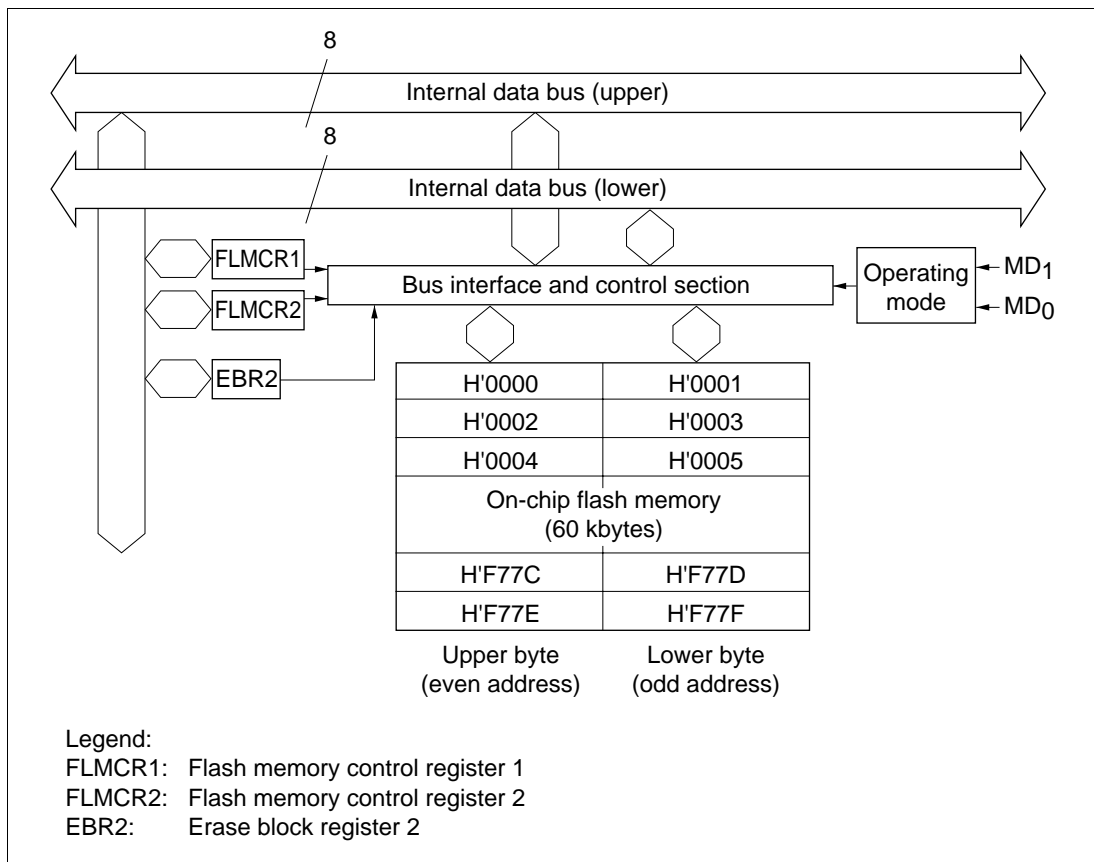 8
Internal data bus (upper)
8
Internal data bus (lower)
FLMCR1
Bus interface and control section
Operating
mode
MD1
FLMCR2
MD0
EBR2
H'0000 H'0001
H'0002 H'0003
H'0004 H'0005
On-chip flash memory
(60 kbytes)
H'F77C H'F77D
H'F77E H'F77F
Upper byte
(even address)
Lower byte
(odd address)
Legend:
FLMCR1: Flash memory control register 1
FLMCR2: Flash memory control register 2
EBR2: Erase block register 2